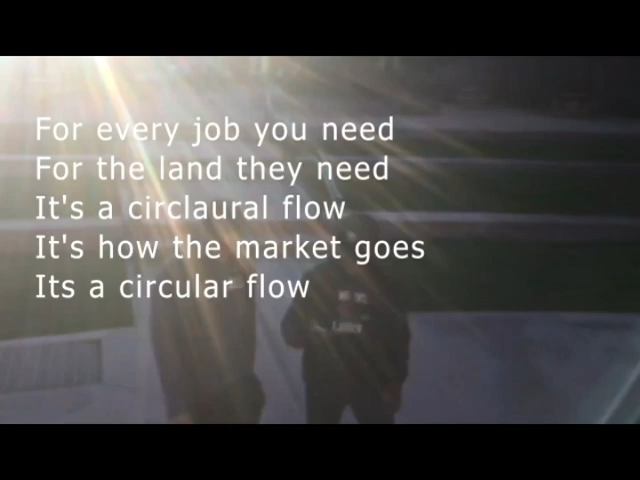 For every job you need
For the land they need
It's a circlaural flow
It's how the market goes
Its a circular flow